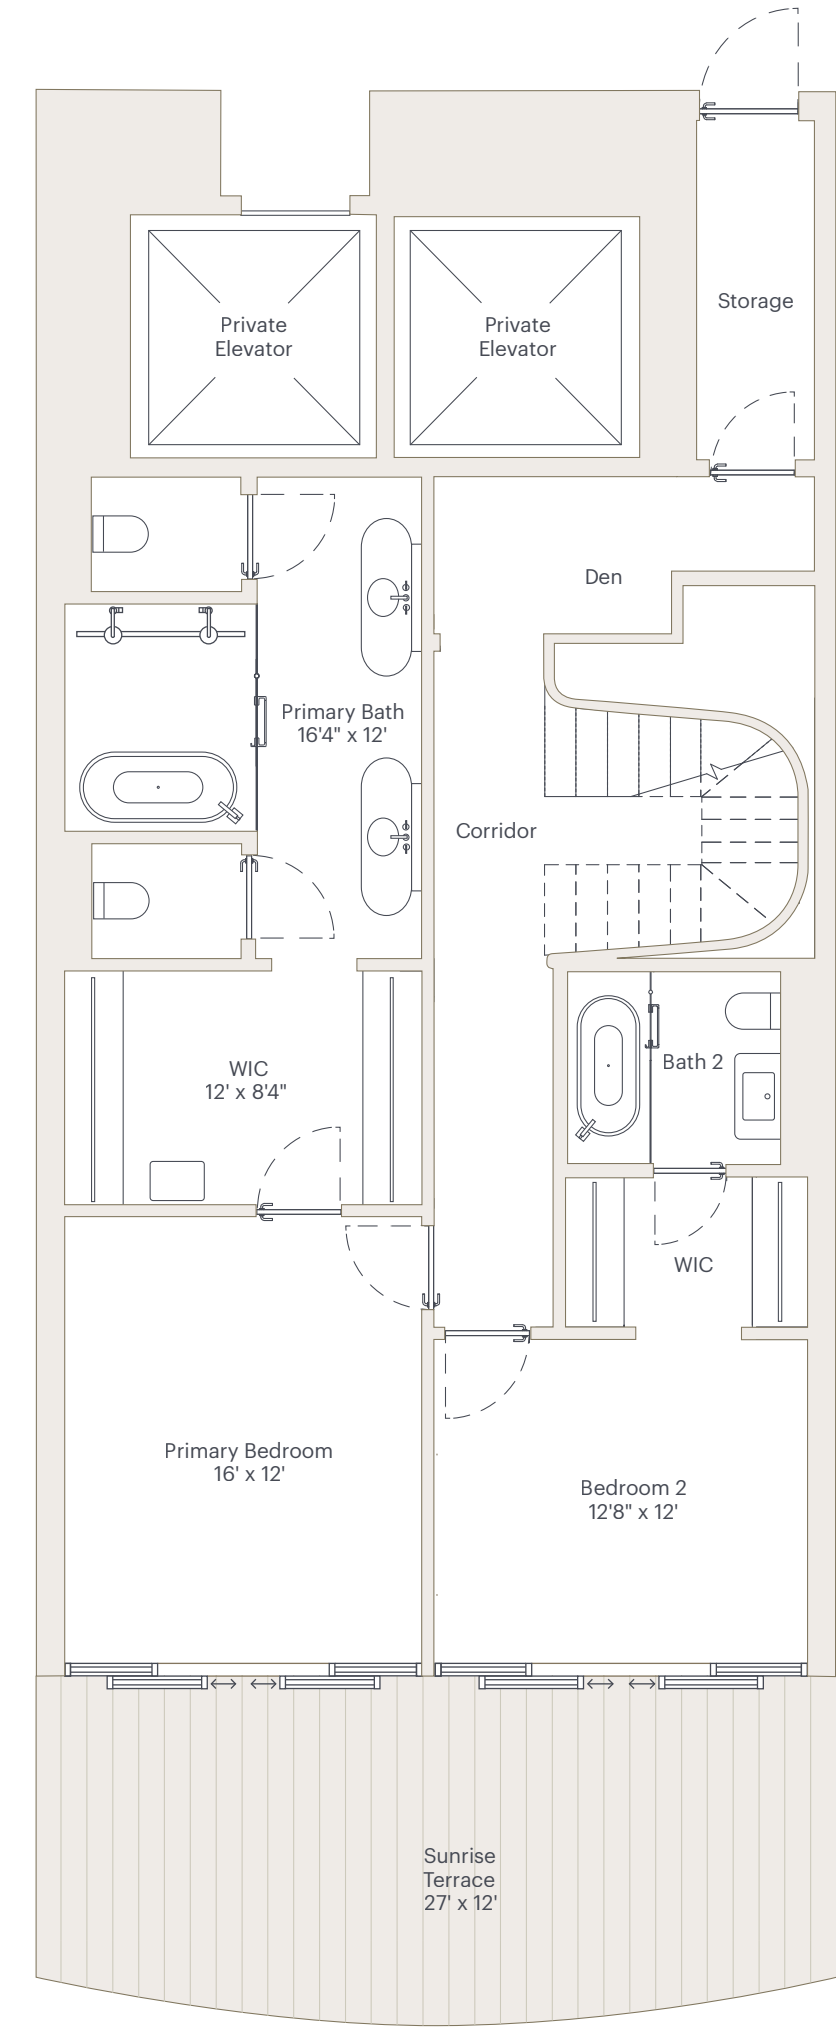 Storage
Private
Elevator
Private
Elevator
Den
Primary Bath
16'4" x 12'
Corridor
WIC
12' x 8'4"
Bath 2
WIC
Primary Bedroom
16' x 12'
Bedroom 2
12'8" x 12'
Sunrise
Terrace
27' x 12'